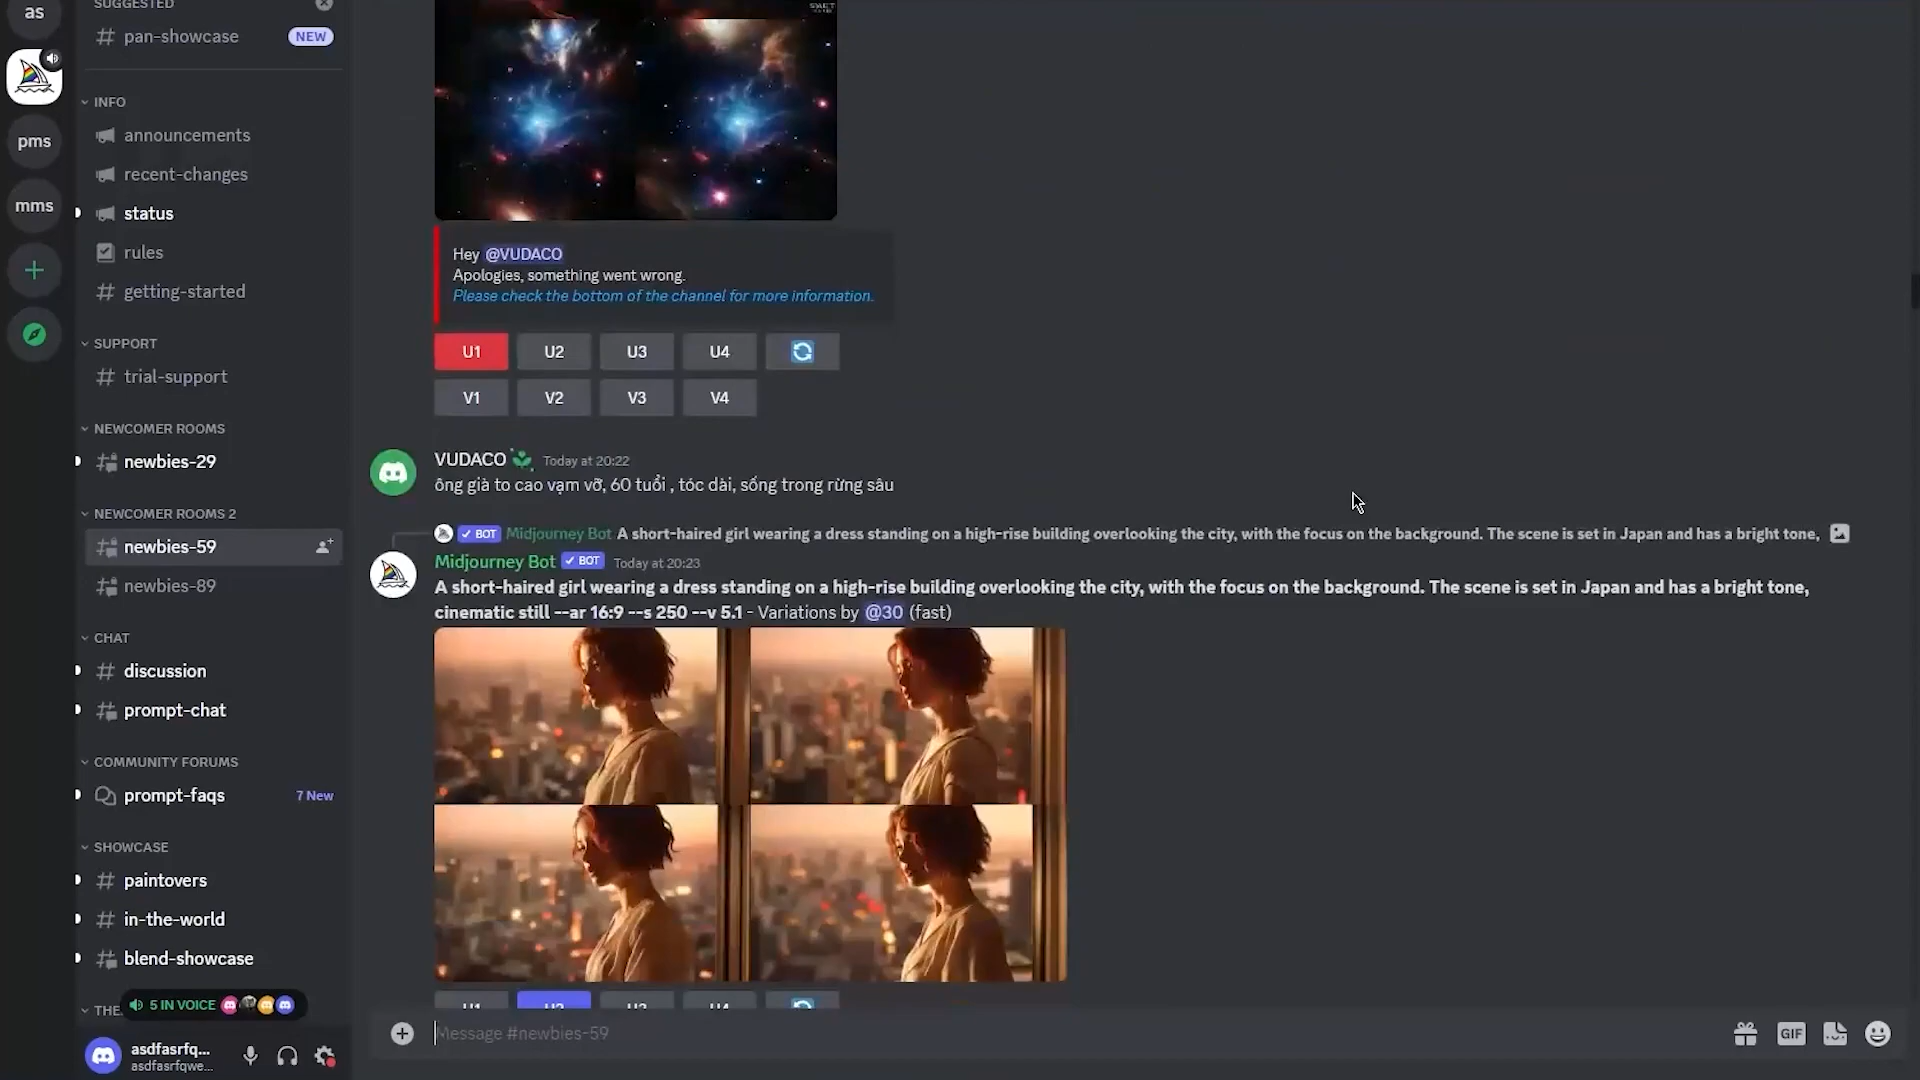 as
SUGGESTED
pan-showcase
NEW
pms
mms
INFO
announcements
recent-changes
status
rules
getting-started
SUPPORT
trial-support
NEWCOMER ROOMS
newbies-29
NEWCOMER ROOMS 2
newbies-59
newbies-89
CHAT
discussion
prompt-chat
COMMUNITY FORUMS
prompt-faqs
7 New
SHOWCASE
paintovers
in-the-world
blend-showcase
THE
5 IN VOICE
asdfasrfq...
asdfasrfqwe...
Hey @VUDACO
Apologies, something went wrong.
Please check the bottom of the channel for more information.
U1 U2 U3 U4
V1 V2 V3 V4
VUDACO Today at 20:22
ông già to cao vạm vỡ, 60 tuổi , tóc dài, sống trong rừng sâu
BOT Midjourney Bot A short-haired girl wearing a dress standing on a high-rise building overlooking the city, with the focus on the background. The scene is set in Japan and has a bright tone,
Midjourney Bot BOT Today at 20:23
A short-haired girl wearing a dress standing on a high-rise building overlooking the city, with the focus on the background. The scene is set in Japan and has a bright tone,
cinematic still --ar 16:9 --s 250 --v 5.1 - Variations by @30 (fast)
U1 U2 U3 U4
Message #newbies-59
GIF